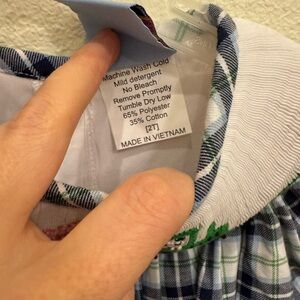 Machine Wash Cold
Mild detergent
No Bleach
Remove Promptly
Tumble Dry Low
65% Polyester
35% Cotton
[2T]
MADE IN VIETNAM